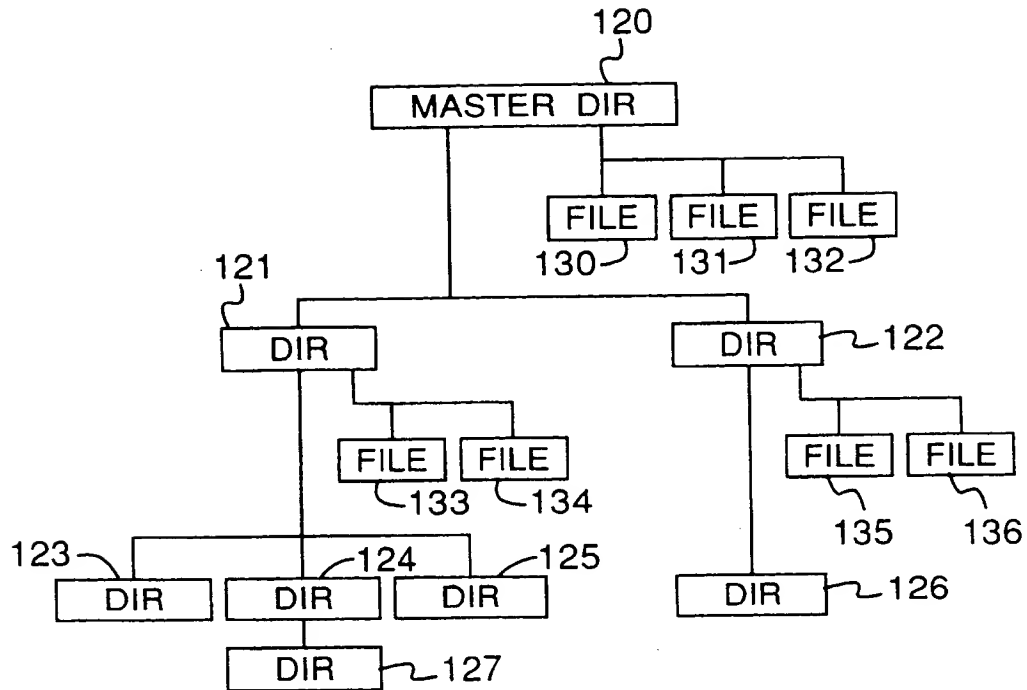 120
MASTER DIR
FILE FILE FILE
130 131 132
121
DIR
DIR
122
FILE FILE
133 134
FILE FILE
135 136
123 124 125
DIR DIR DIR
DIR
126
DIR
127